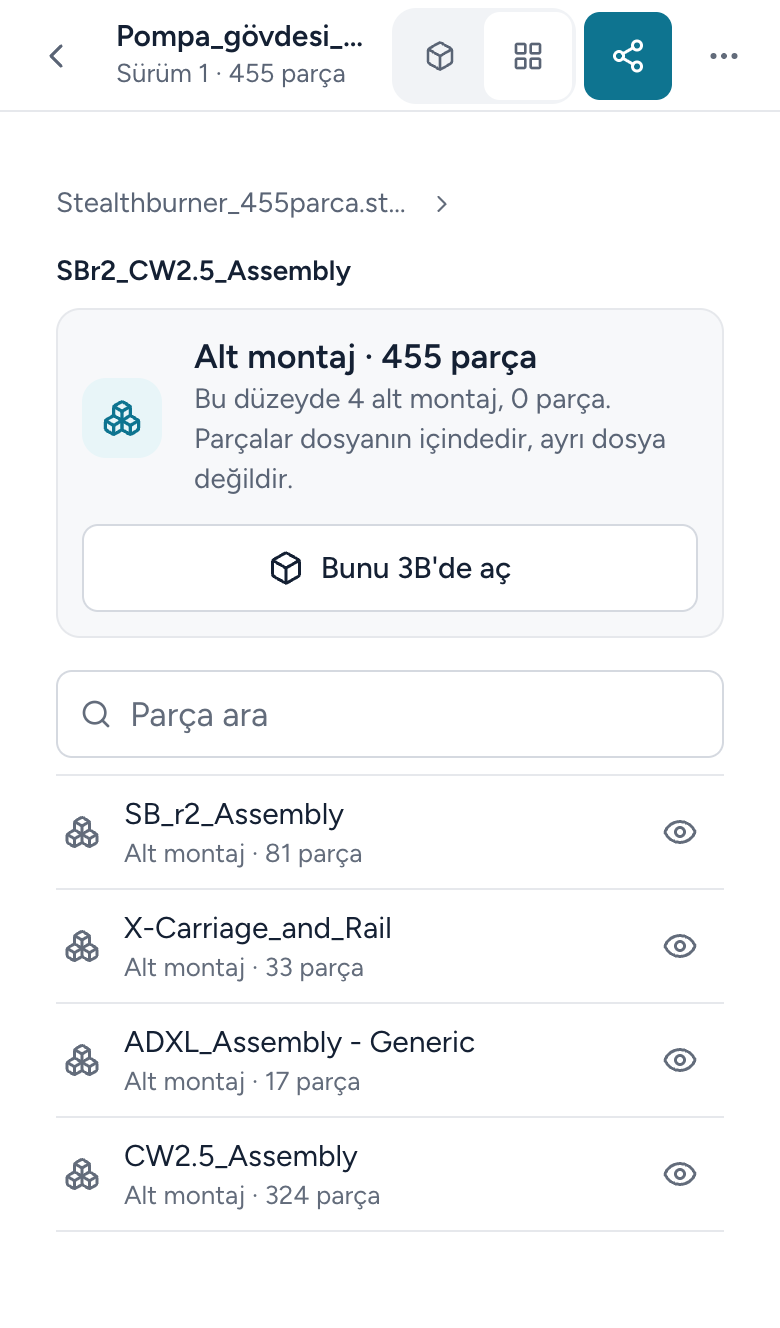 Pompa_gövdesi_...
Sürüm 1 · 455 parça
Stealthburner_455parca.st...
SBr2_CW2.5_Assembly
Alt montaj · 455 parça
Bu düzeyde 4 alt montaj, 0 parça.
Parçalar dosyanın içindedir, ayrı dosya
değildir.
Bunu 3B'de aç
Parça ara
SB_r2_Assembly
Alt montaj · 81 parça
X-Carriage_and_Rail
Alt montaj · 33 parça
ADXL_Assembly - Generic
Alt montaj · 17 parça
CW2.5_Assembly
Alt montaj · 324 parça